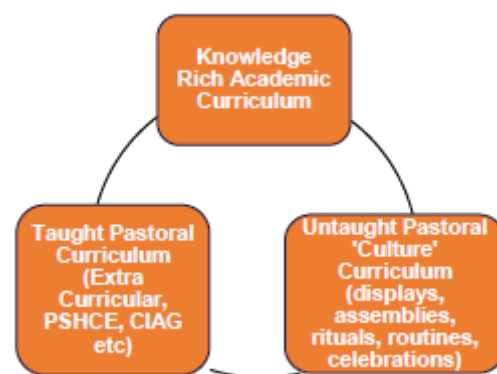 Knowledge
Rich Academic
Curriculum
Taught Pastoral
Curriculum
(Extra
Curricular,
PSHCE, CIAG
etc)
Untaught Pastoral
'Culture'
Curriculum
(displays,
assemblies,
rituals, routines,
celebrations)